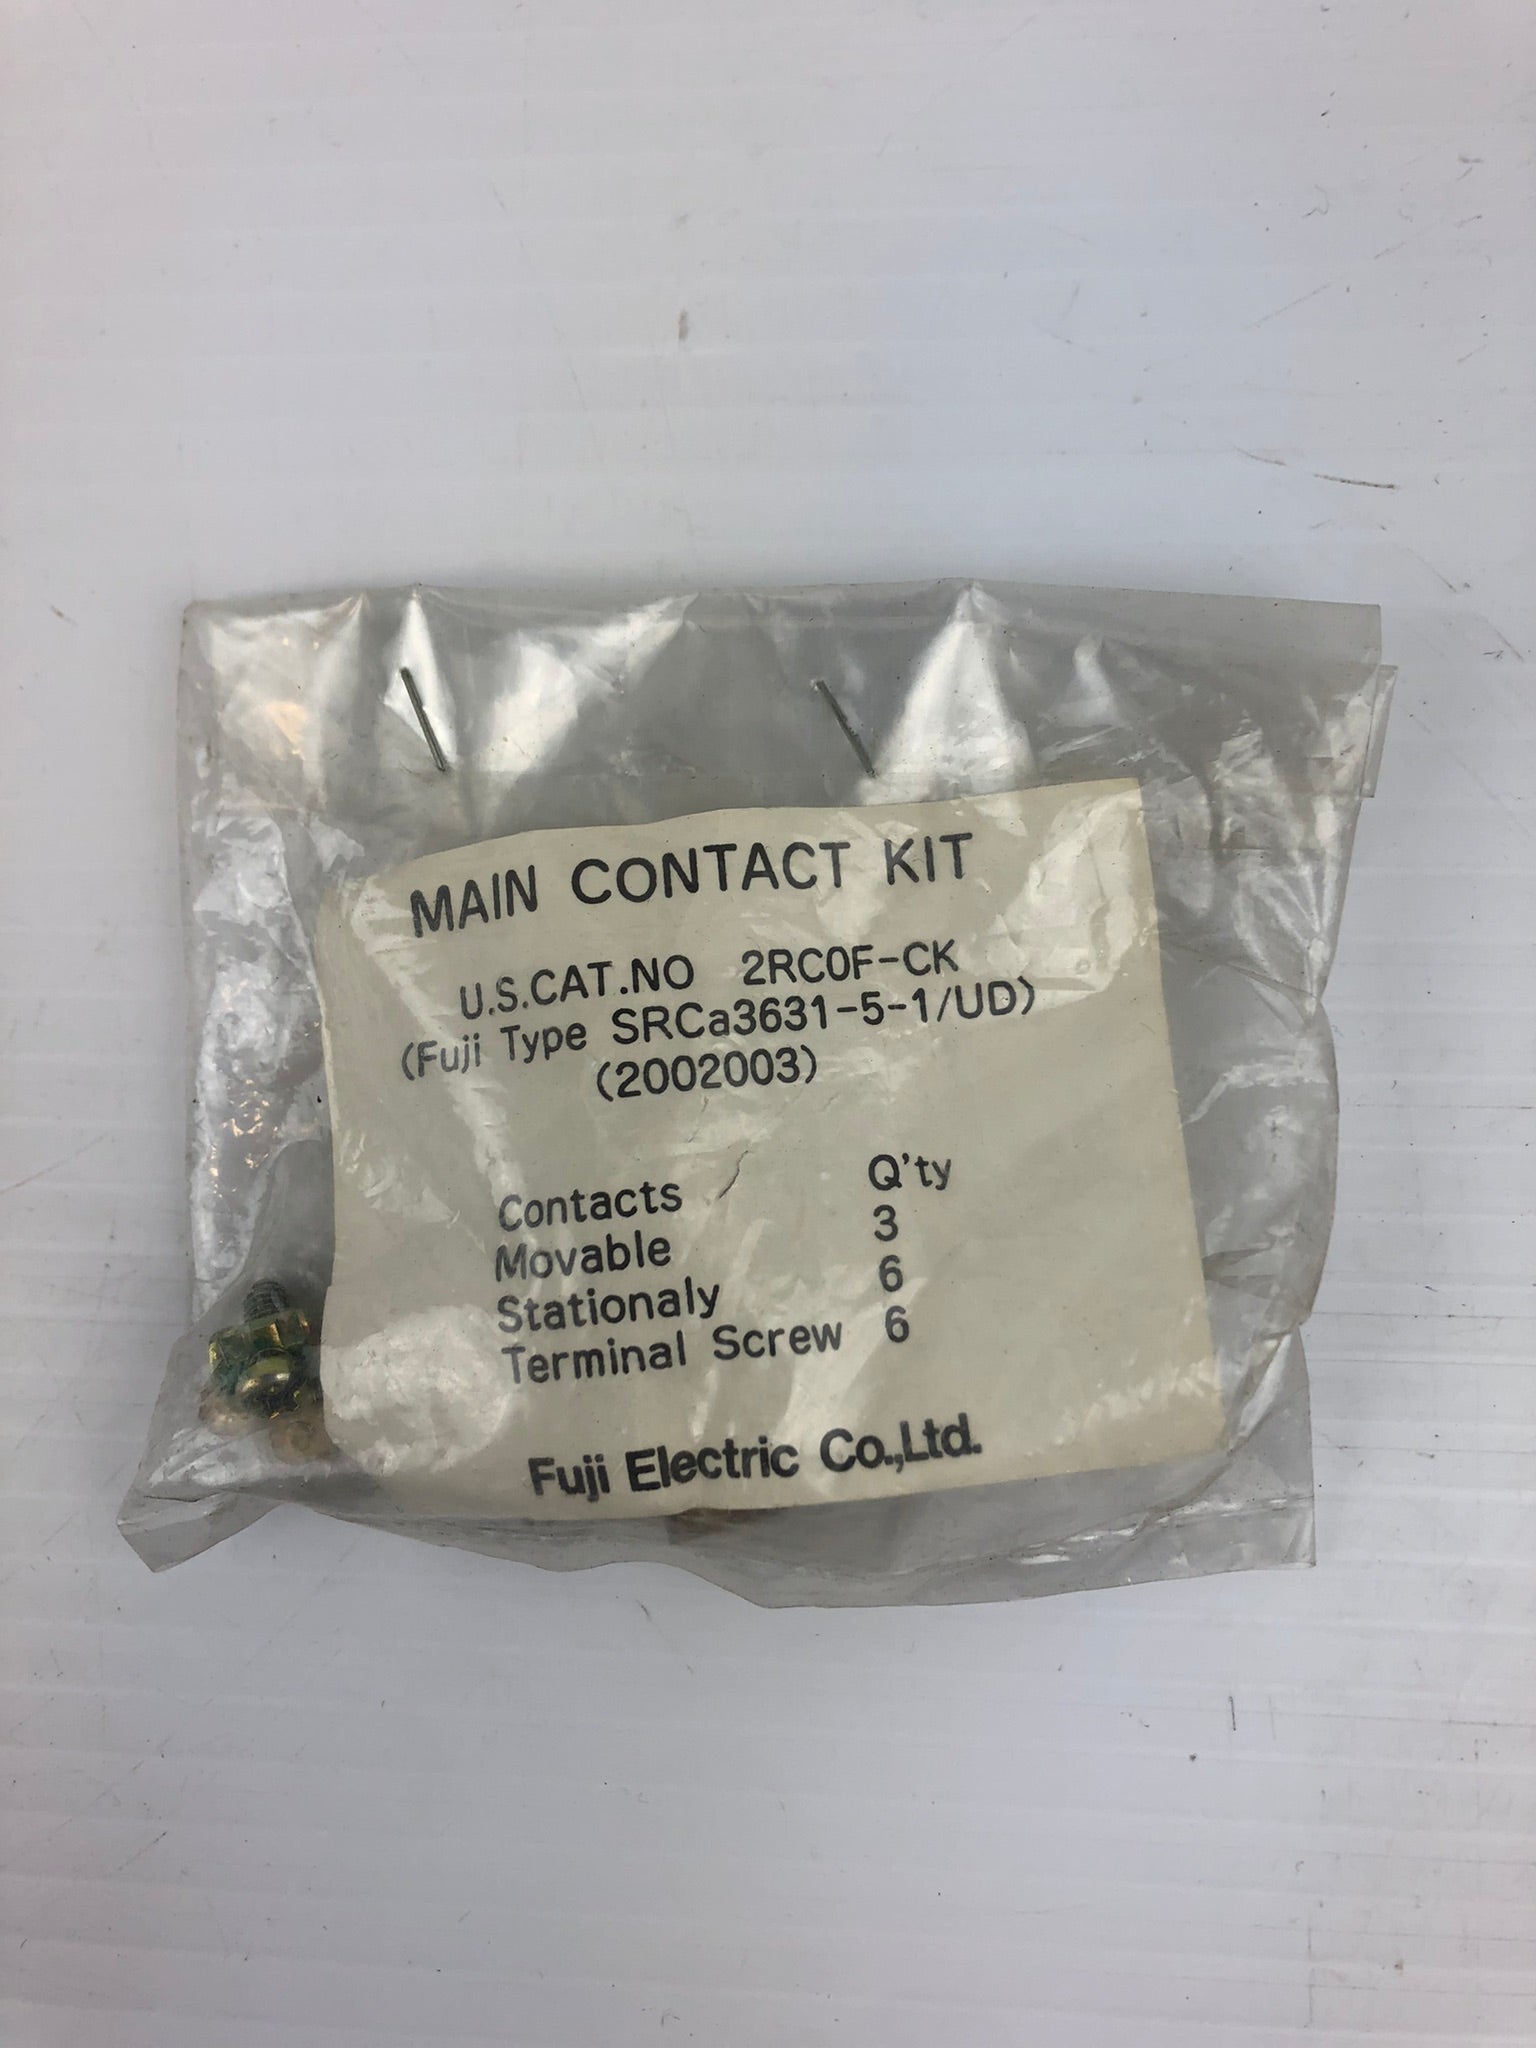 MAIN CONTACT KIT
U.S.CAT.NO 2RC0F-CK
(Fuji Type SRCa3631-5-1/UD)
(2002003)
Contacts Q'ty
Movable 3
Stationaly 6
Terminal Screw 6
Fuji Electric Co.,Ltd.